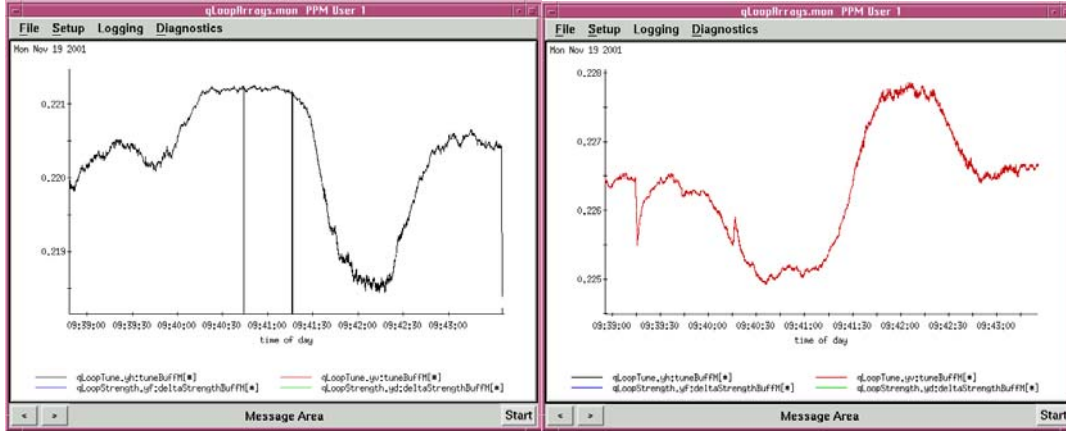 qLoopArrays.mon PPM User 1
File Setup Logging Diagnostics
Mon Nov 19 2001
0.221
0.220
0.219
09:39:00 09:39:30 09:40:00 09:40:30 09:41:00 09:41:30 09:42:00 09:42:30 09:43:00
time of day
qLoopTune.yh:tuneBuffM[*] qLoopTune.yv:tuneBuffM[*]
qLoopStrength.yf:deltaStrengthBuffM[*] qLoopStrength.yd:deltaStrengthBuffM[*]
< > Message Area Start
qLoopArrays.mon PPM User 1
File Setup Logging Diagnostics
Mon Nov 19 2001
0.228
0.227
0.226
0.225
09:39:00 09:39:30 09:40:00 09:40:30 09:41:00 09:41:30 09:42:00 09:42:30 09:43:00
time of day
qLoopTune.yh:tuneBuffM[*] qLoopTune.yv:tuneBuffM[*]
qLoopStrength.yf:deltaStrengthBuffM[*] qLoopStrength.yd:deltaStrengthBuffM[*]
< > Message Area Start